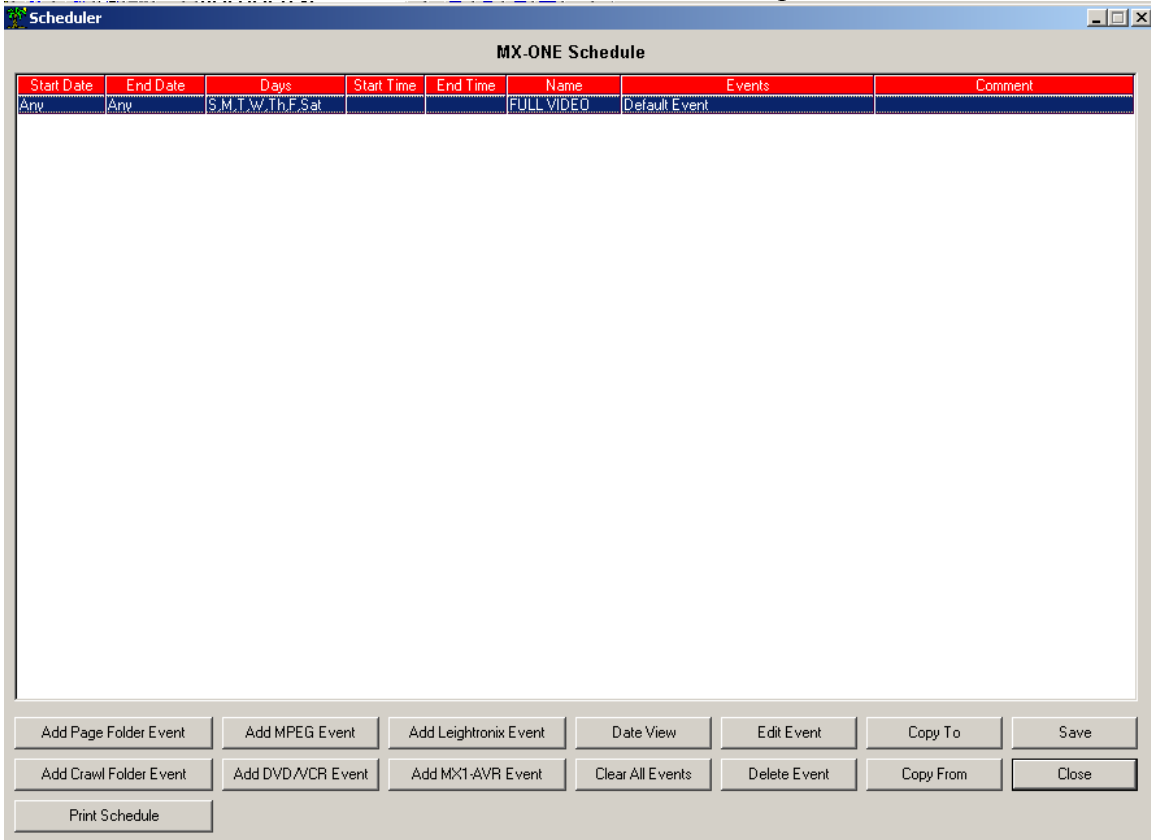 Scheduler
MX-ONE Schedule
Start Date End Date Days Start Time End Time Name Events Comment
Any Any S,M,T,W,Th,F,Sat FULL VIDEO Default Event
Add Page Folder Event Add MPEG Event Add Leightronix Event Date View Edit Event Copy To Save
Add Crawl Folder Event Add DVD/VCR Event Add MX1-AVR Event Clear All Events Delete Event Copy From Close
Print Schedule